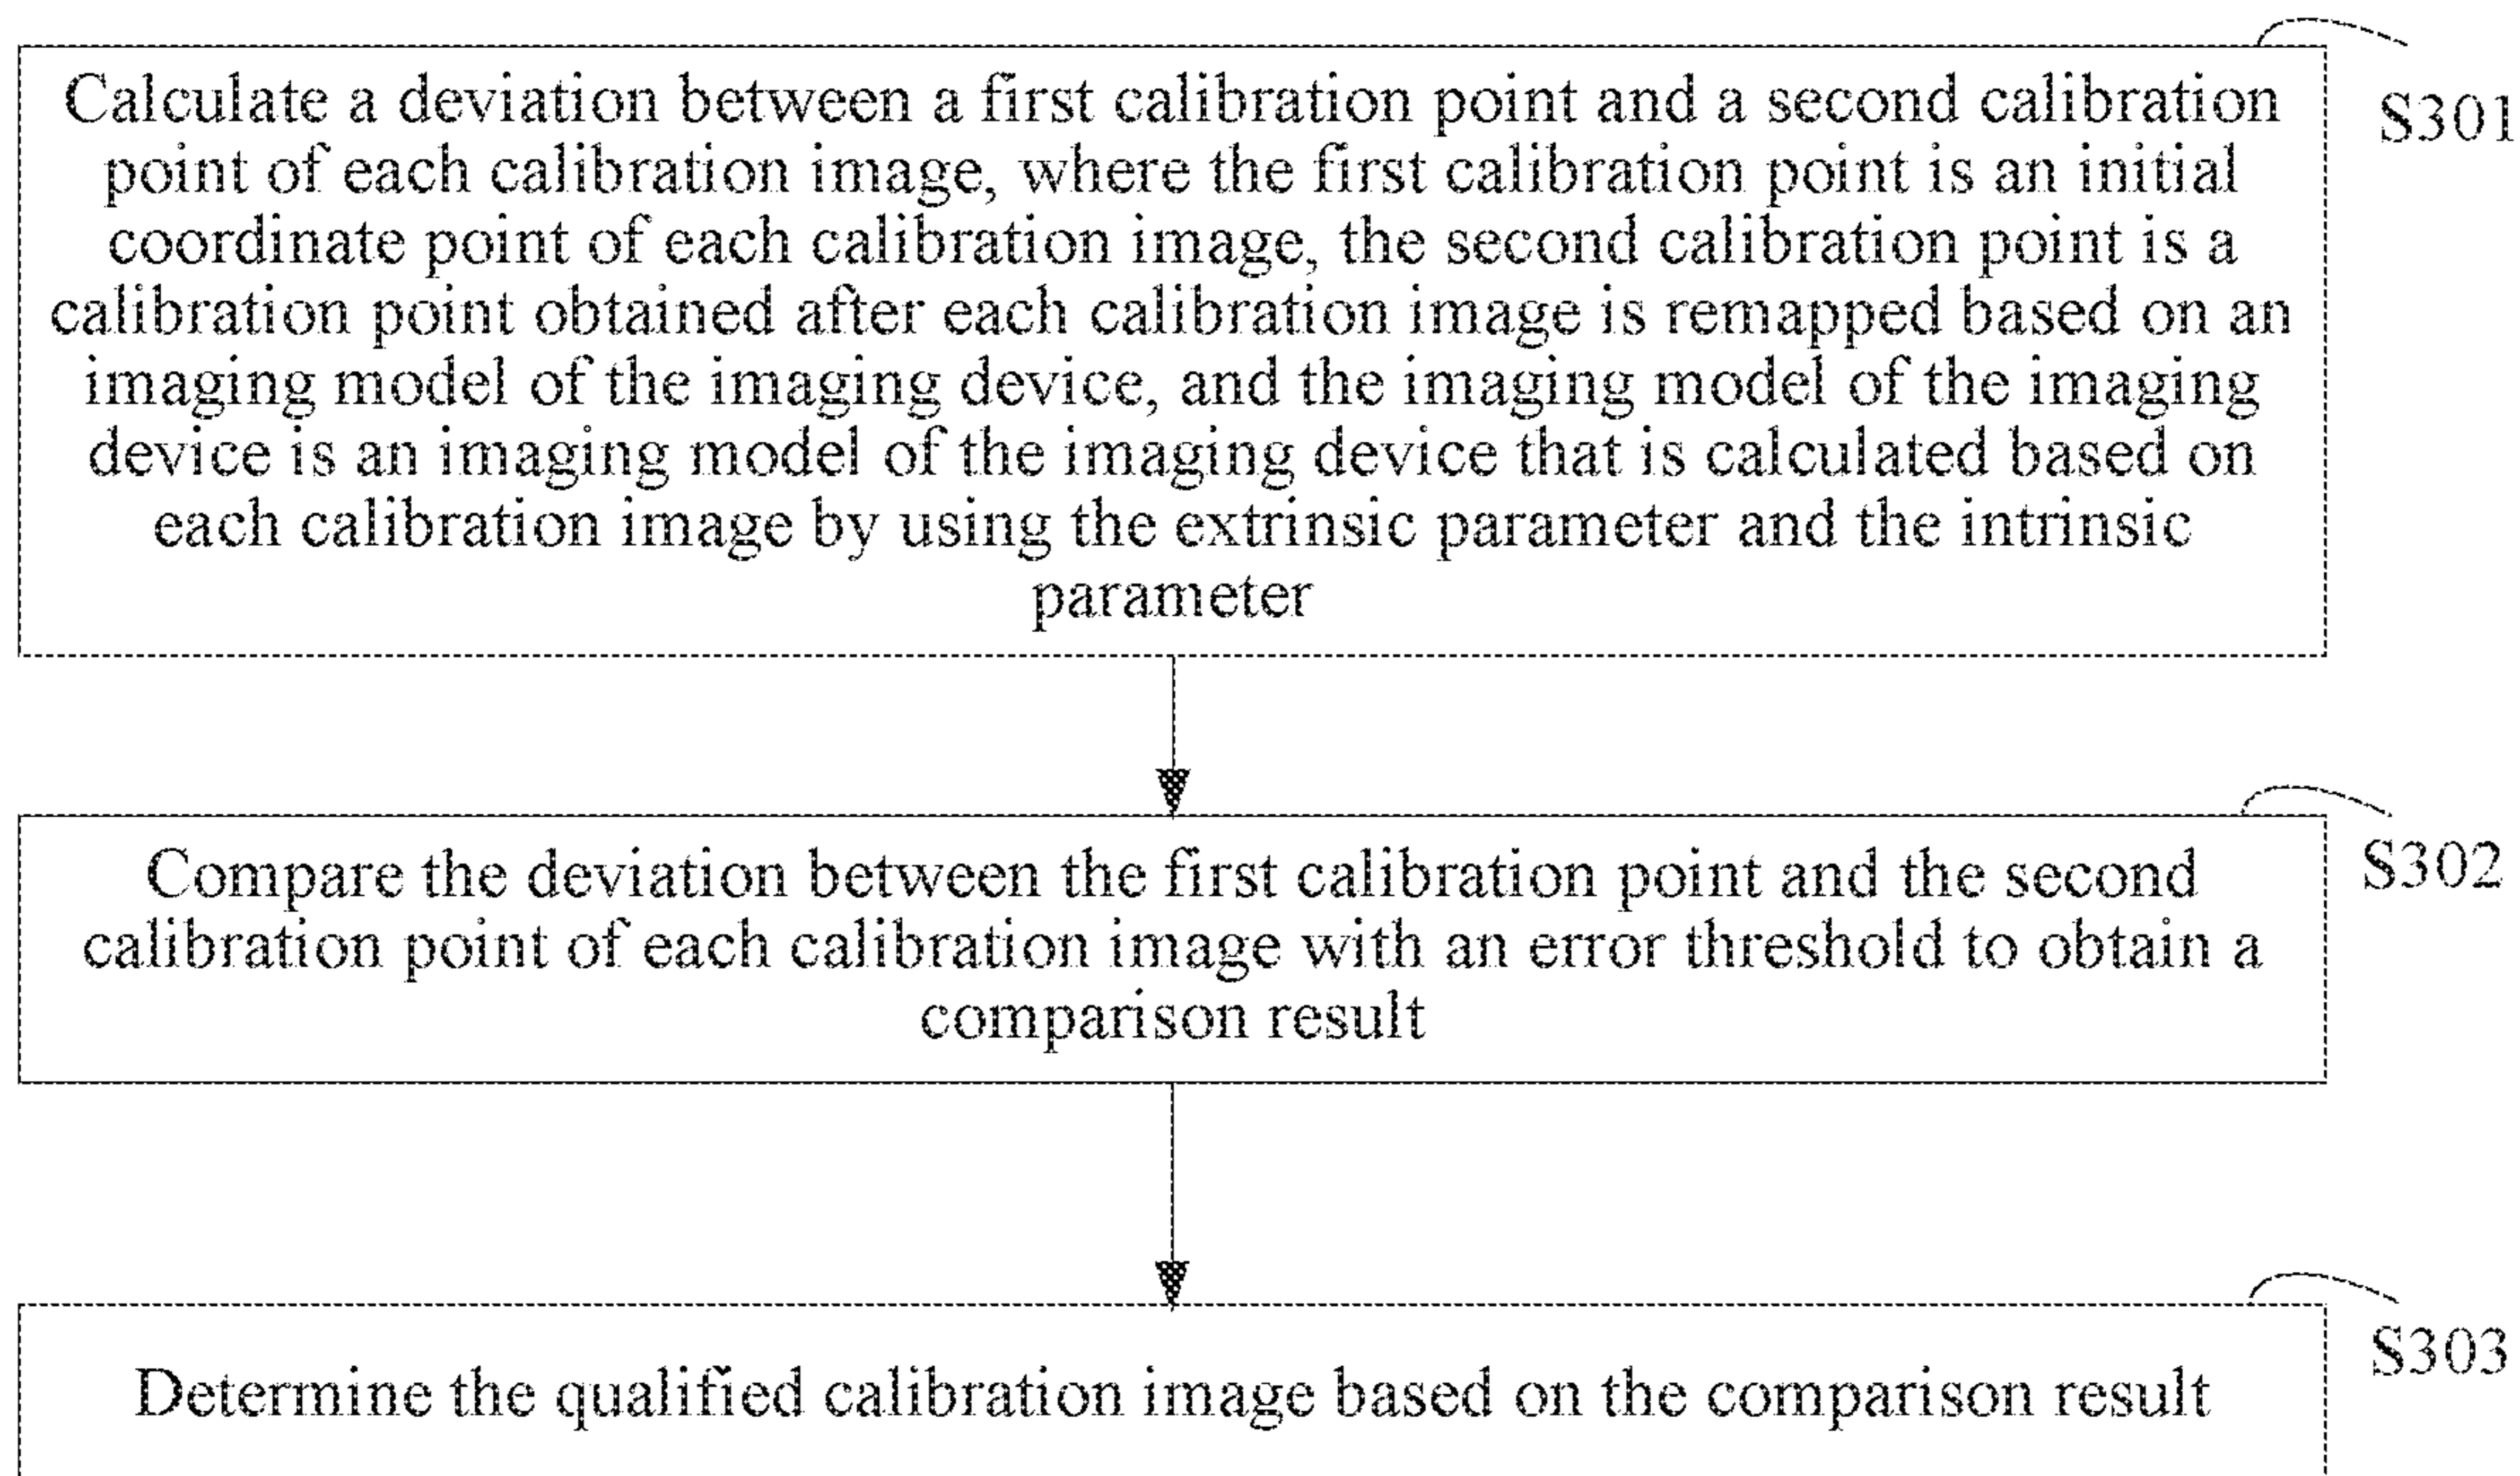 Calculate a deviation between a first calibration point and a second calibration
point of each calibration image, where the first calibration point is an initial
coordinate point of each calibration image, the second calibration point is a
calibration point obtained after each calibration image is remapped based on an
imaging model of the imaging device, and the imaging model of the imaging
device is an imaging model of the imaging device that is calculated based on
each calibration image by using the extrinsic parameter and the intrinsic
parameter
S301
Compare the deviation between the first calibration point and the second
calibration point of each calibration image with an error threshold to obtain a
comparison result
S302
Determine the qualified calibration image based on the comparison result
S303